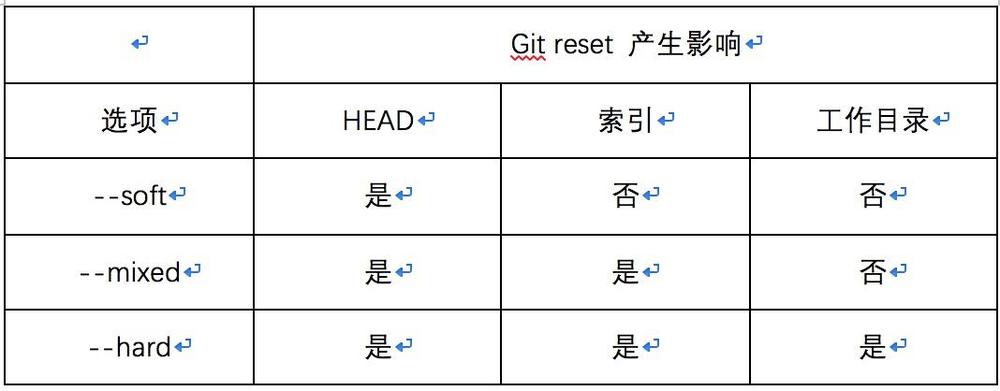 Git reset 产生影响
选项 HEAD 索引 工作目录
--soft 是 否 否
--mixed 是 是 否
--hard 是 是 是